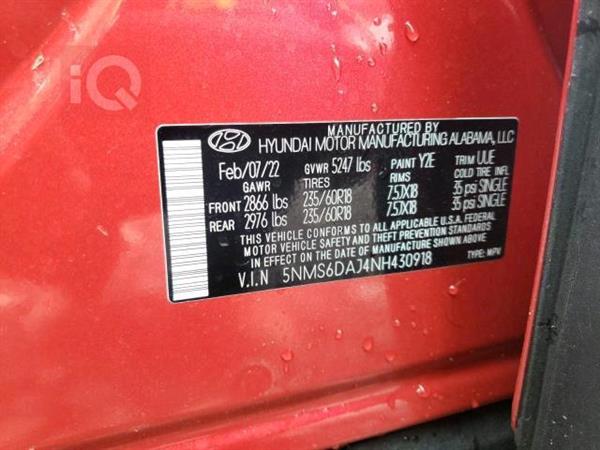 iQ
MANUFACTURED BY
HYUNDAI MOTOR MANUFACTURING ALABAMA, LLC
Feb/07/22 GVWR 5247 lbs PAINT Y2E TRIM UUE
GAWR TIRES RIMS COLD TIRE INFL
FRONT 2866 lbs 235/60R18 7.5JX18 35 psi SINGLE
REAR 2976 lbs 235/60R18 7.5JX18 35 psi SINGLE
THIS VEHICLE CONFORMS TO ALL APPLICABLE U.S.A. FEDERAL
MOTOR VEHICLE SAFETY, BUMPER, AND THEFT PREVENTION STANDARDS
IN EFFECT ON THE DATE OF MANUFACTURE SHOWN ABOVE.
V.I.N 5NMS6DAJ4NH430918 TYPE: MPV